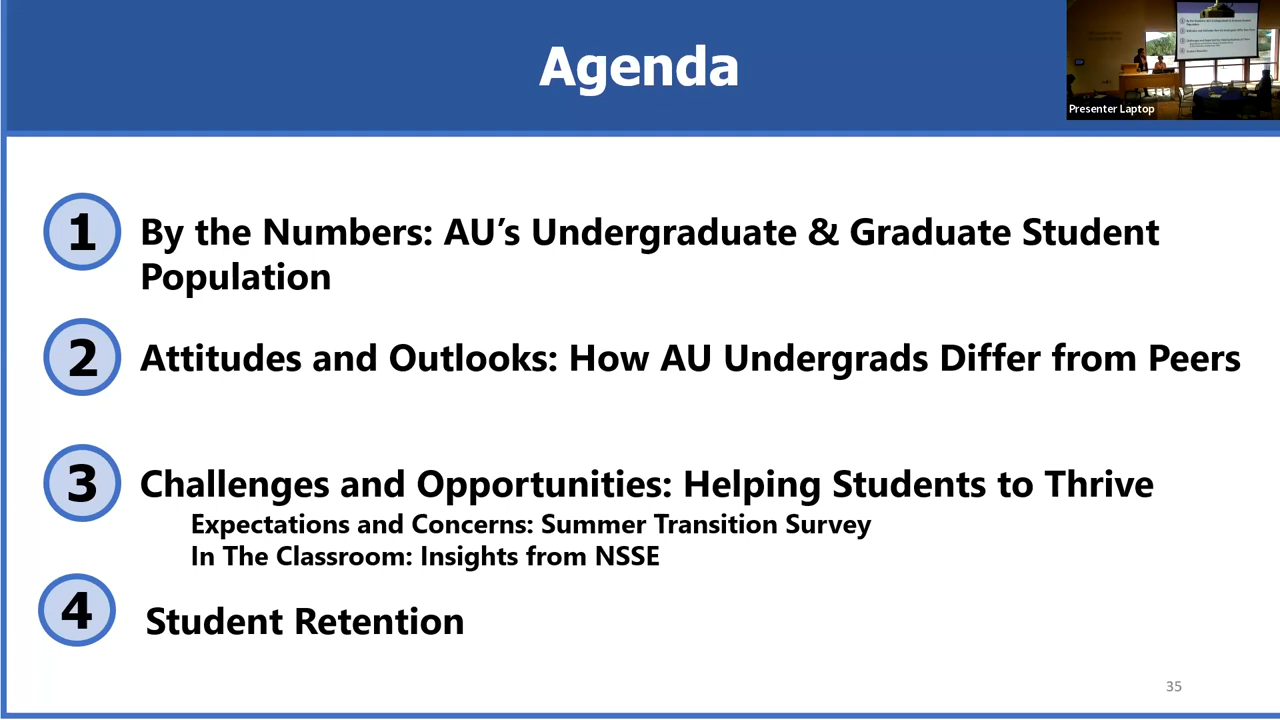 Agenda
Presenter Laptop
1
By the Numbers: AU’s Undergraduate & Graduate Student
Population
2
Attitudes and Outlooks: How AU Undergrads Differ from Peers
3
Challenges and Opportunities: Helping Students to Thrive
Expectations and Concerns: Summer Transition Survey
In The Classroom: Insights from NSSE
4
Student Retention
35